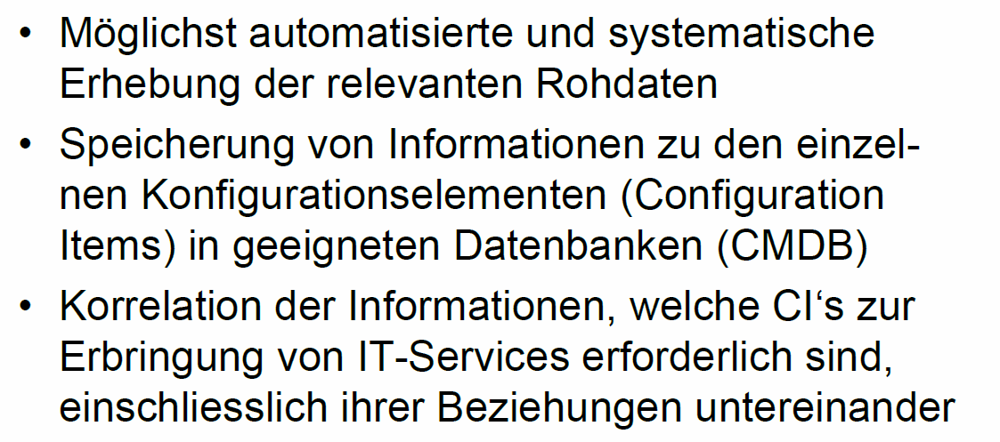 • Möglichst automatisierte und systematische
Erhebung der relevanten Rohdaten
• Speicherung von Informationen zu den einzel-
nen Konfigurationselementen (Configuration
Items) in geeigneten Datenbanken (CMDB)
• Korrelation der Informationen, welche CI‘s zur
Erbringung von IT-Services erforderlich sind,
einschliesslich ihrer Beziehungen untereinander